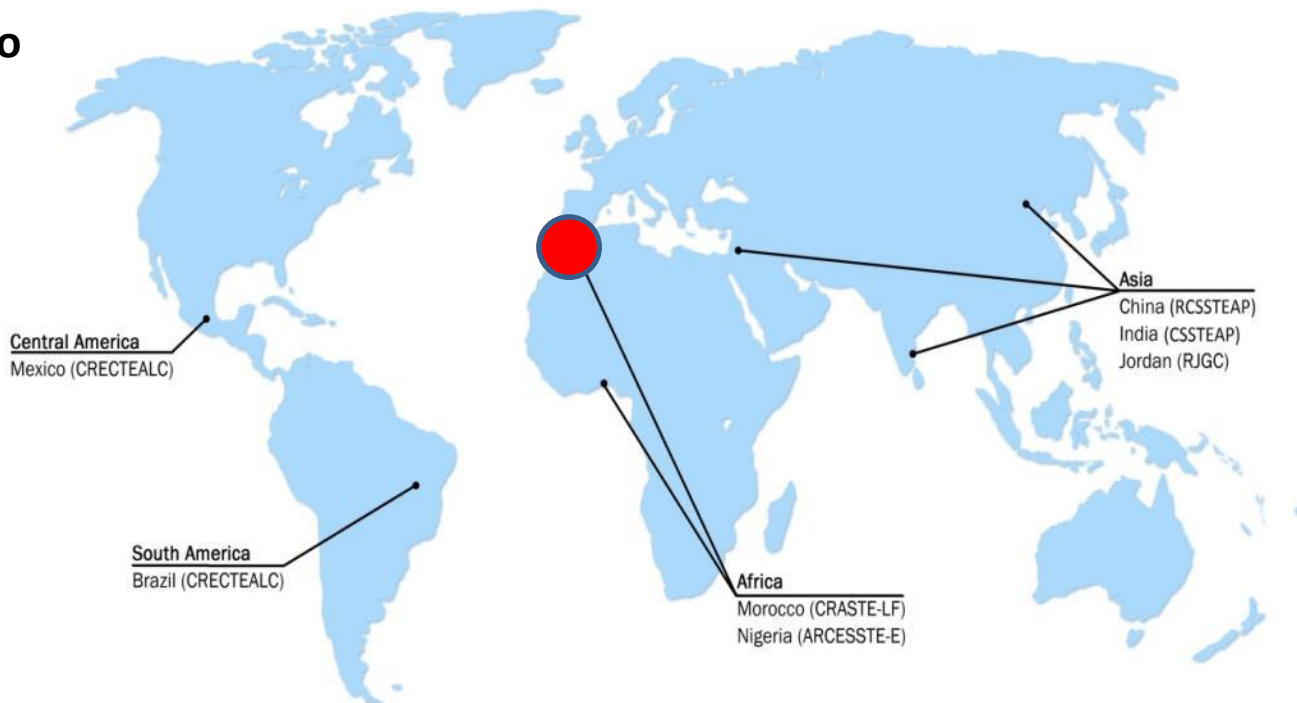 o
Central America
Mexico (CRECTEALC)
South America
Brazil (CRECTEALC)
Africa
Morocco (CRASTE-LF)
Nigeria (ARCESSTE-E)
Asia
China (RCSSTEAP)
India (CSSTEAP)
Jordan (RJGC)